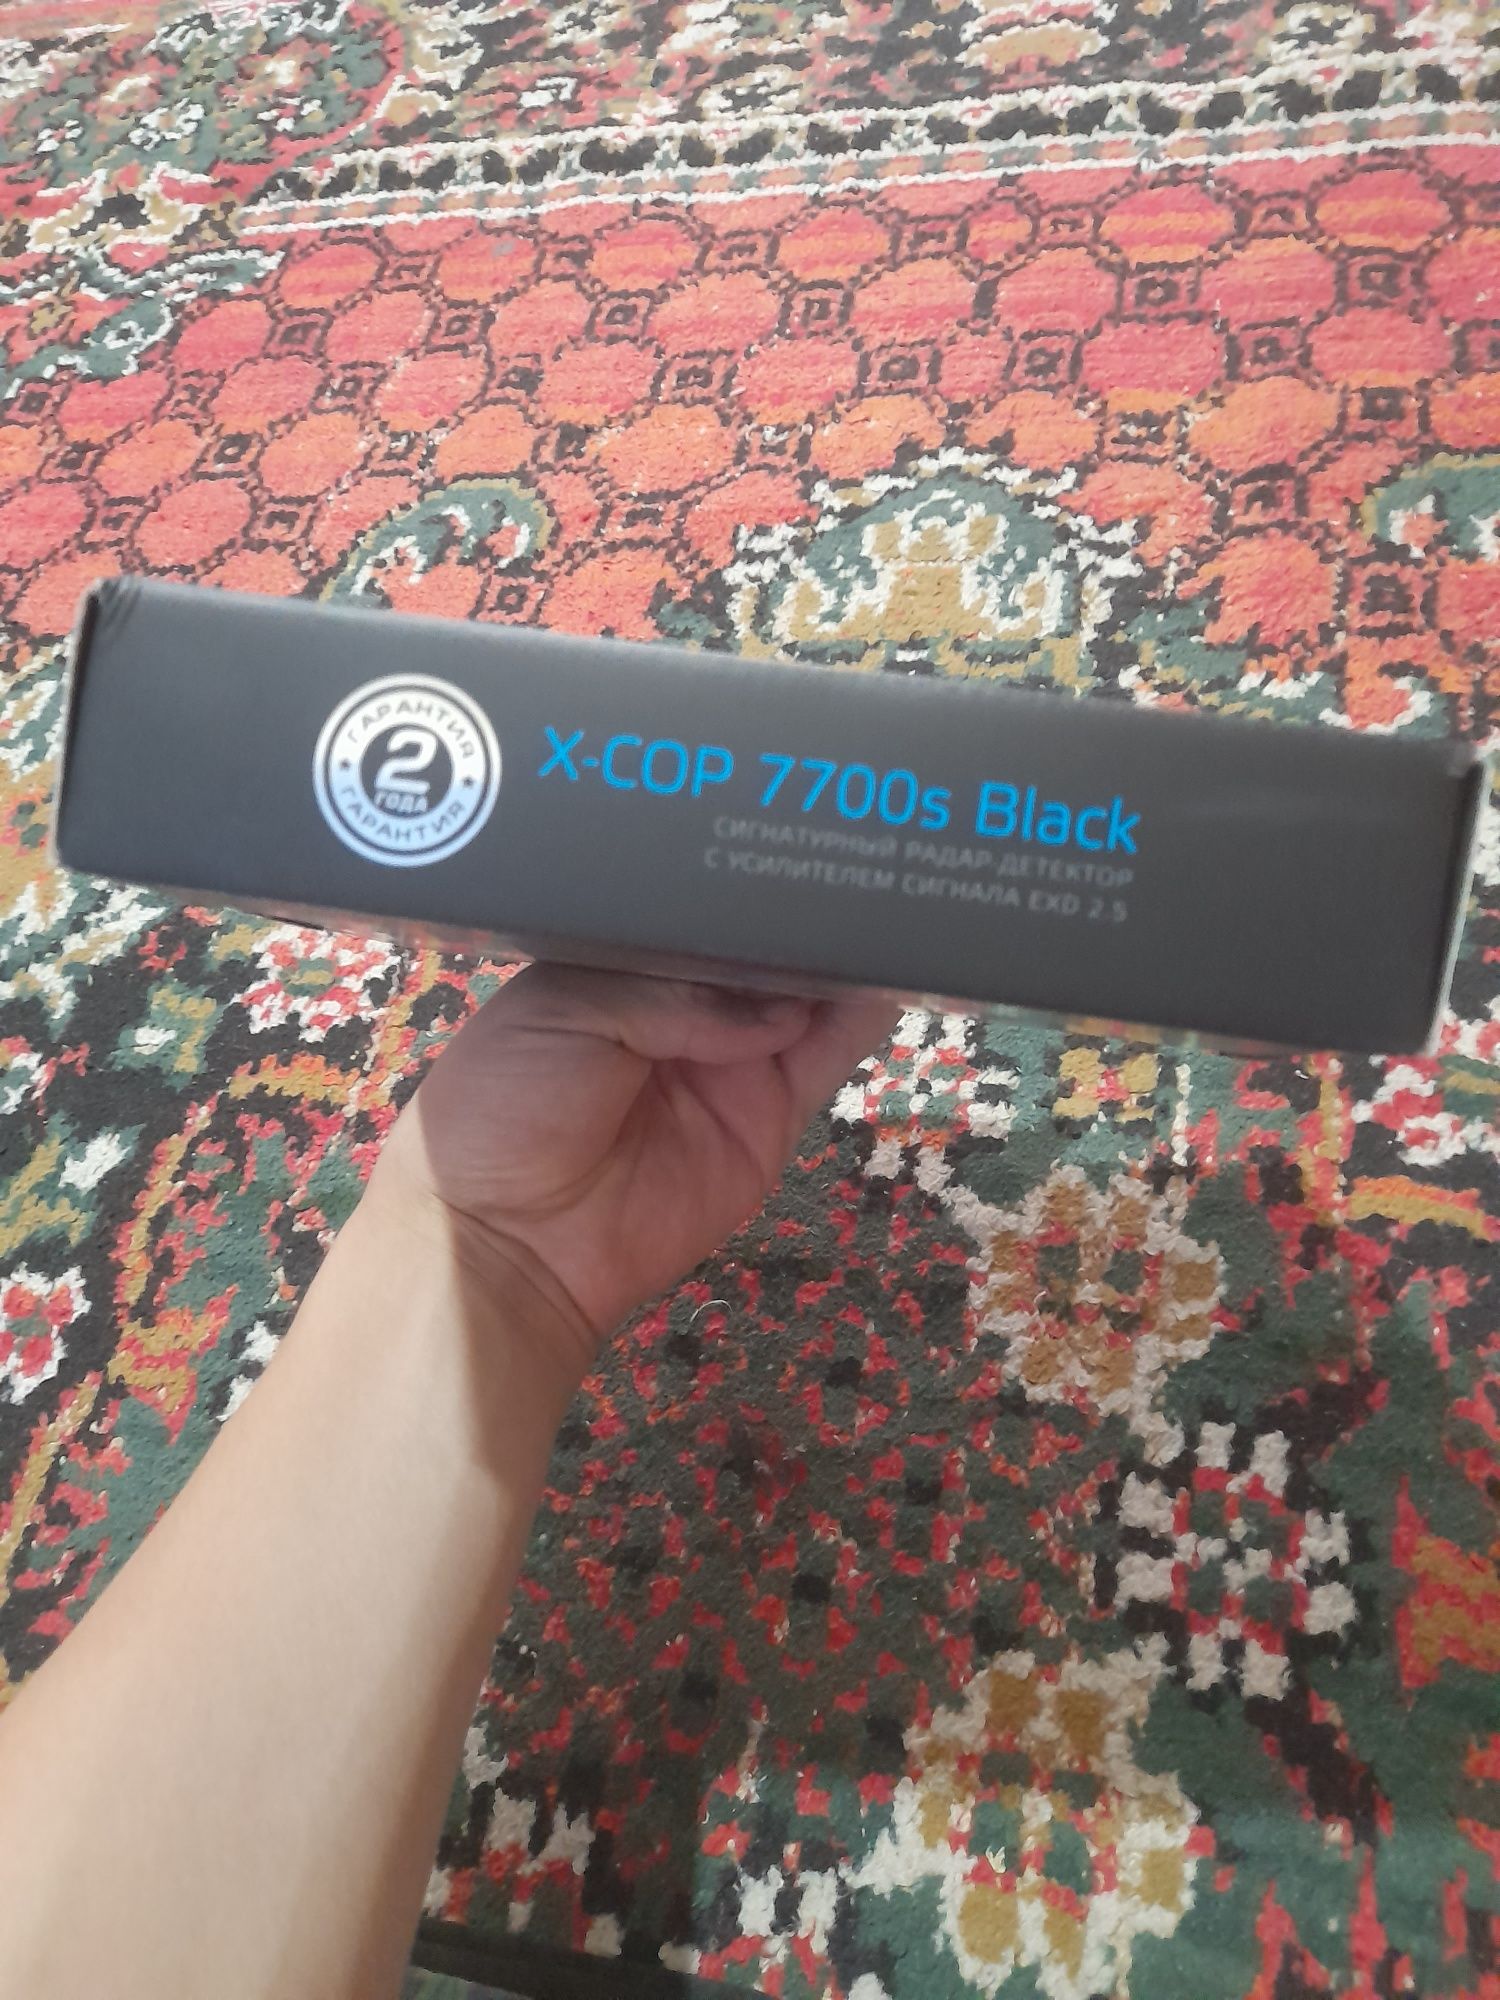 ГАРАНТИЯ
2
ГОДА
ГАРАНТИЯ
X-COP 7700s Black
СИГНАТУРНЫЙ РАДАР-ДЕТЕКТОР
С УСИЛИТЕЛЕМ СИГНАЛА EXD 2.5